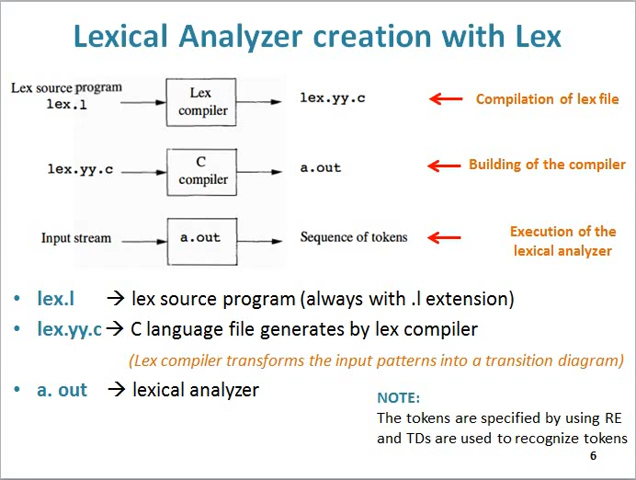 Lexical Analyzer creation with Lex
Lex source program
lex.l
Lex
compiler
lex.yy.c
Compilation of lex file
lex.yy.c
C
compiler
a.out
Building of the compiler
Input stream
a.out
Sequence of tokens
Execution of the
lexical analyzer
• lex.l → lex source program (always with .l extension)
• lex.yy.c → C language file generates by lex compiler
(Lex compiler transforms the input patterns into a transition diagram)
• a. out → lexical analyzer
NOTE:
The tokens are specified by using RE
and TDs are used to recognize tokens
6